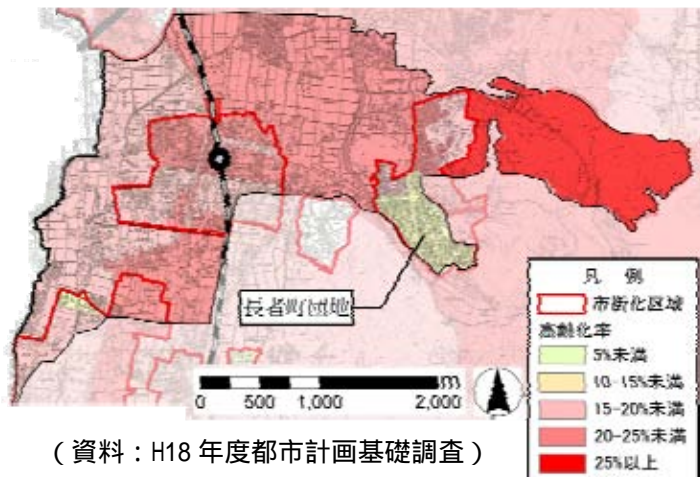 長者町団地
m
0 500 1,000 2,000
凡 例
市街化区域
高齢化率
5%未満
10-15%未満
15-20%未満
20-25%未満
25%以上
(資料：H18 年度都市計画基礎調査)